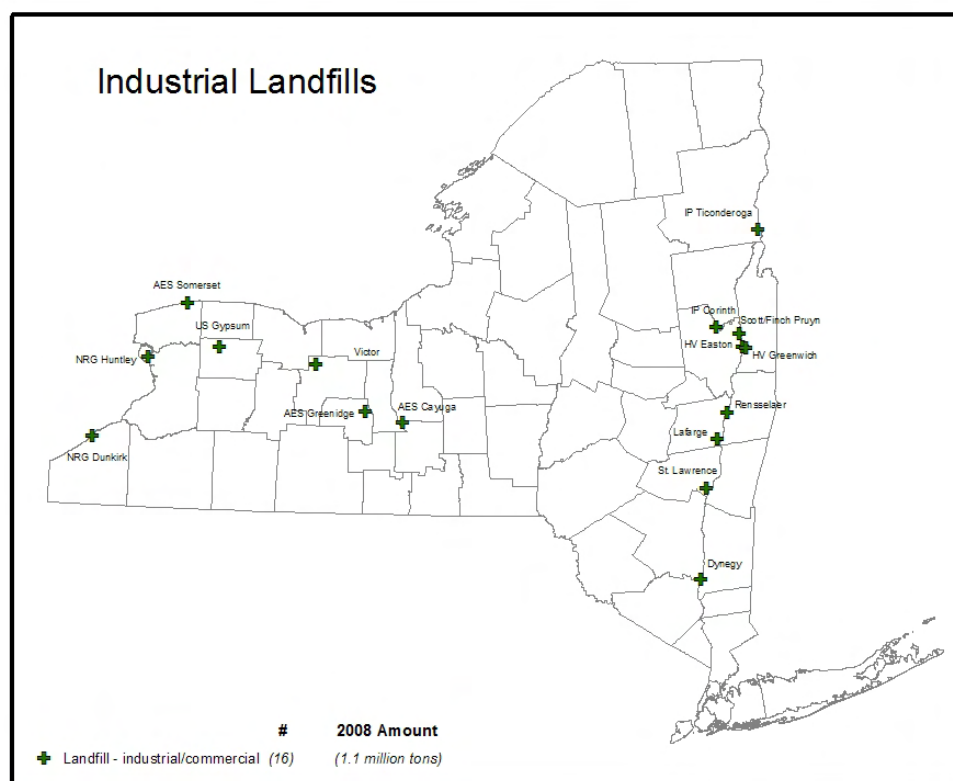 Industrial Landfills
IP Ticonderoga
AES Somerset
IP Corinth
Scott/Finch Pruyn
US Gypsum
HV Easton
HV Greenwich
Victor
NRG Huntley
AES Greenidge
AES Cayuga
Rensselaer
Lafarge
NRG Dunkirk
St. Lawrence
Dynegy
# 2008 Amount
Landfill - industrial/commercial (16) (1.1 million tons)